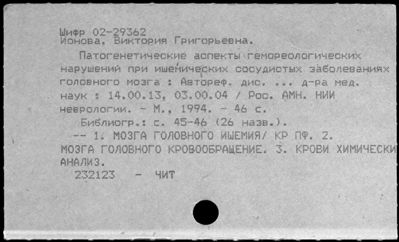 Шифр 02-29362
Ионова, Виктория Григорьевна.
Патогенетические аспекты гемореологических
нарушений при ишемических сосудистых заболеваниях
головного мозга : Автореф. дис. ... д-ра мед.
наук : 14.00.13, 03.00.04 / Рос. АМН. НИИ
неврологии. - М., 1994. - 46 с.
Библиогр.: с. 45-46 (26 назв.).
-- 1. МОЗГА ГОЛОВНОГО ИШЕМИЯ/ КР ПФ. 2.
МОЗГА ГОЛОВНОГО КРОВООБРАЩЕНИЕ. 3. КРОВИ ХИМИЧЕСКИ
АНАЛИЗ.
232123 - ЧИТ